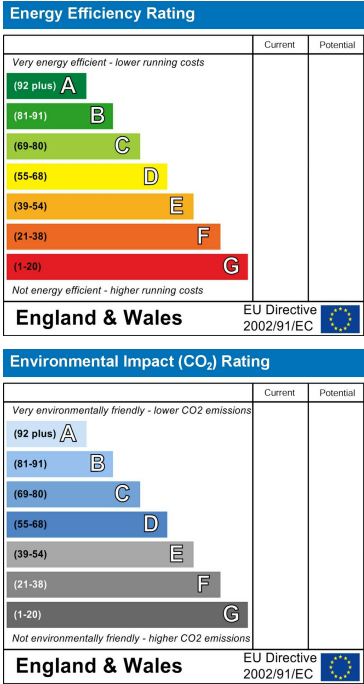 Energy Efficiency Rating
Current Potential
Very energy efficient - lower running costs
(92 plus) A
(81-91) B
(69-80) C
(55-68) D
(39-54) E
(21-38) F
(1-20) G
Not energy efficient - higher running costs
England & Wales EU Directive
2002/91/EC
Environmental Impact (CO₂) Rating
Current Potential
Very environmentally friendly - lower CO2 emissions
(92 plus) A
(81-91) B
(69-80) C
(55-68) D
(39-54) E
(21-38) F
(1-20) G
Not environmentally friendly - higher CO2 emissions
England & Wales EU Directive
2002/91/EC